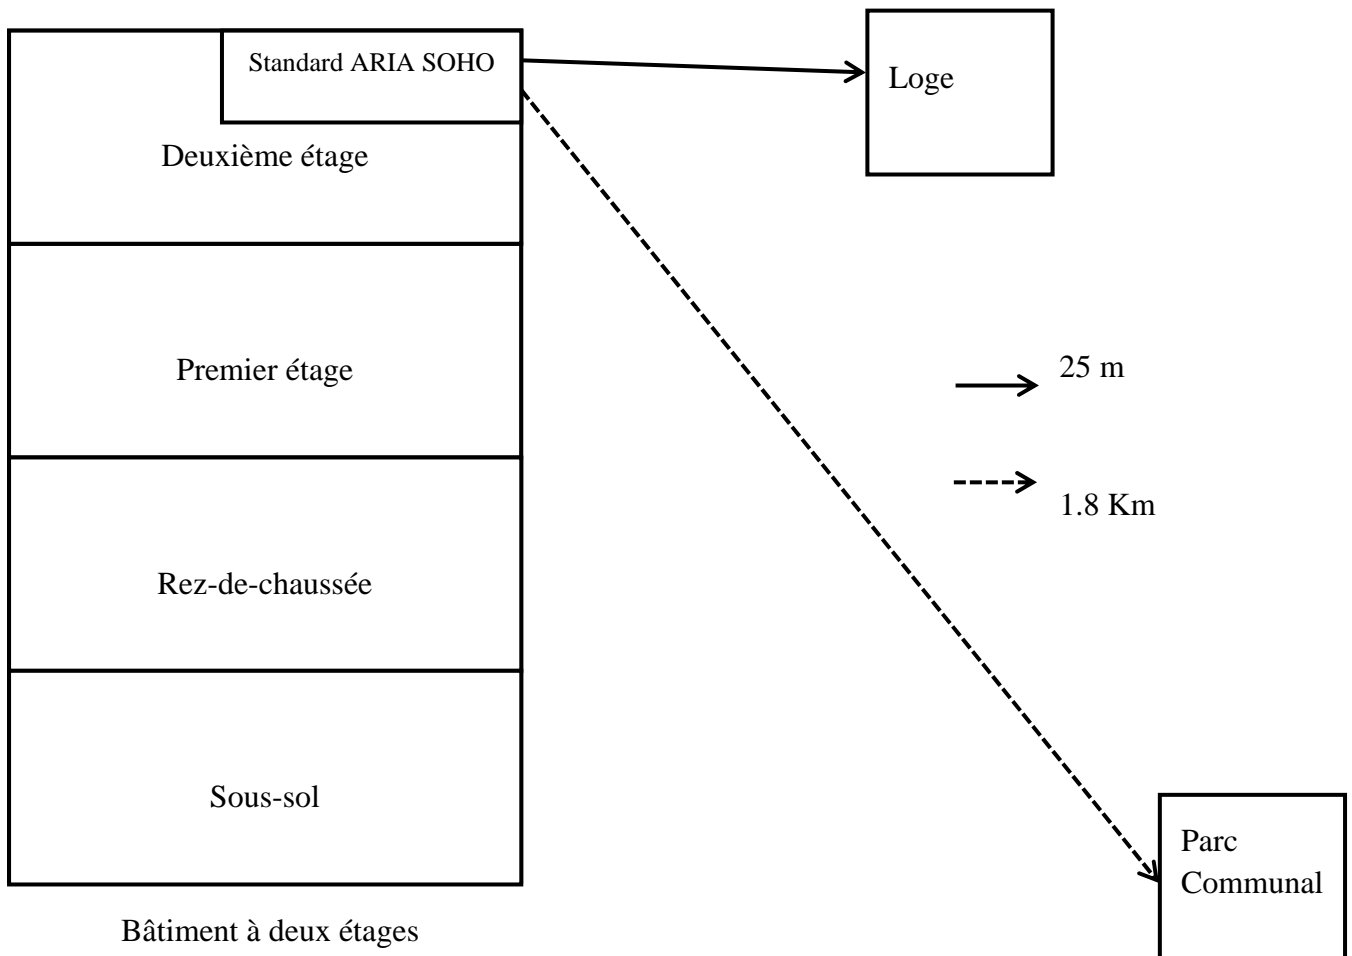 Standard ARIA SOHO
Loge
Deuxième étage
Premier étage
25 m
1.8 Km
Rez-de-chaussée
Sous-sol
Parc
Communal
Bâtiment à deux étages